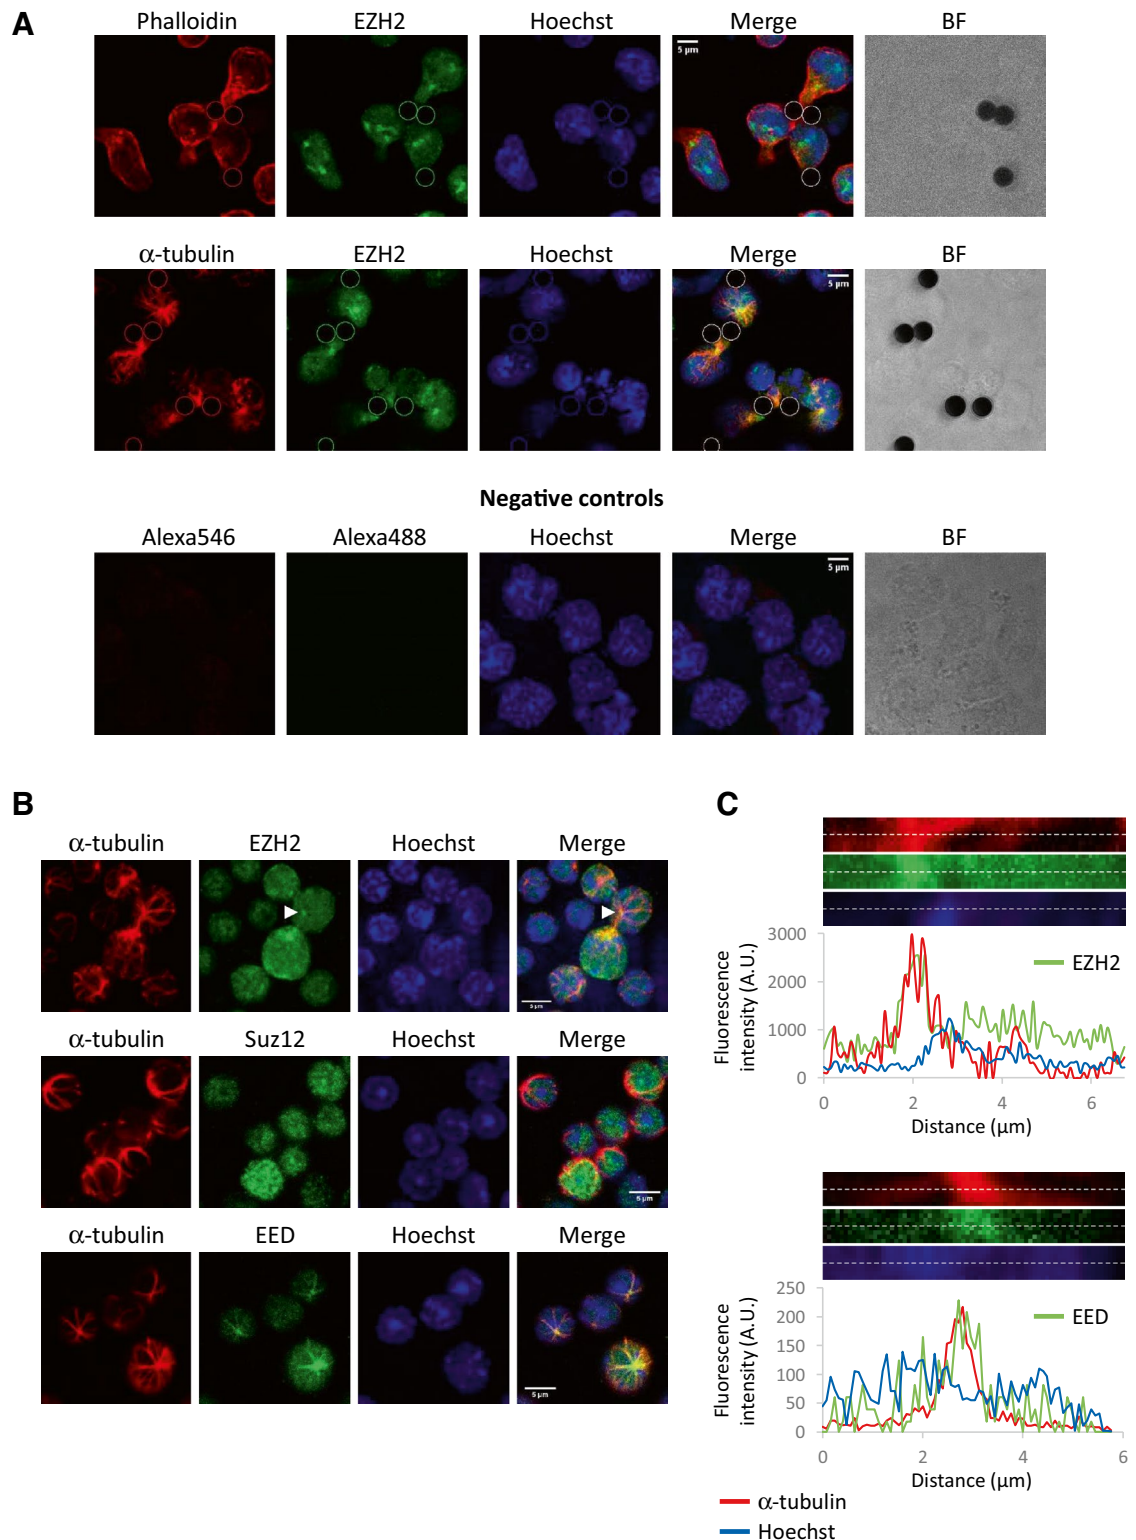 A
Phalloidin EZH2 Hoechst Merge BF
5 µm
α-tubulin EZH2 Hoechst Merge BF
5 µm
Negative controls
Alexa546 Alexa488 Hoechst Merge BF
5 µm
B
α-tubulin EZH2 Hoechst Merge
5 µm
α-tubulin Suz12 Hoechst Merge
5 µm
α-tubulin EED Hoechst Merge
5 µm
C
Fluorescence
intensity (A.U.)
3000
2000
1000
0
EZH2
0 2 4 6
Distance (µm)
Fluorescence
intensity (A.U.)
250
200
150
100
50
0
EED
0 2 4 6
Distance (µm)
α-tubulin
Hoechst